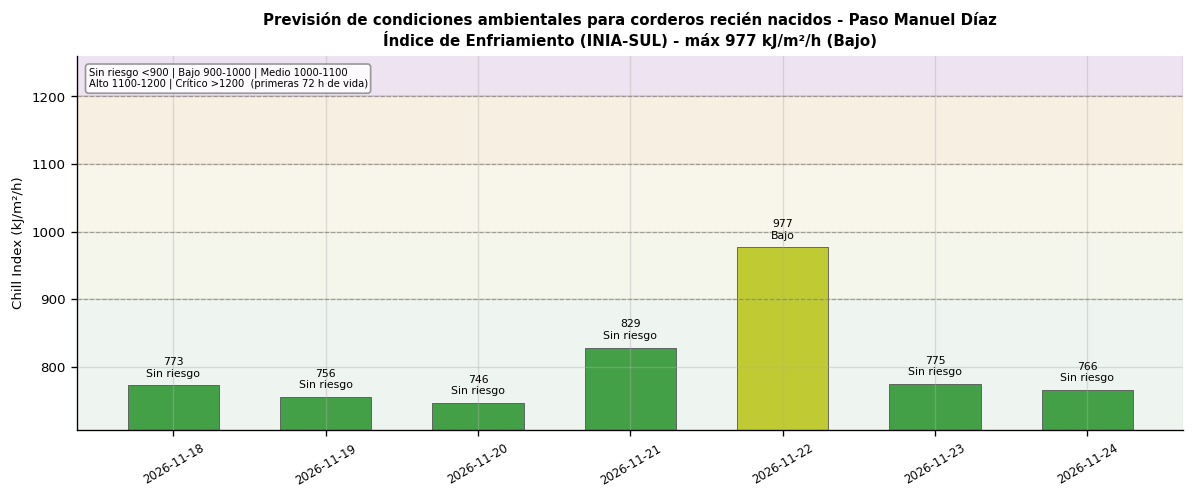 Previsión de condiciones ambientales para corderos recién nacidos - Paso Manuel Díaz
Índice de Enfriamiento (INIA-SUL) - máx 977 kJ/m²/h (Bajo)
Sin riesgo <900 | Bajo 900-1000 | Medio 1000-1100
Alto 1100-1200 | Crítico >1200  (primeras 72 h de vida)
Chill Index (kJ/m²/h)
1200
1100
1000
900
800
773
Sin riesgo
756
Sin riesgo
746
Sin riesgo
829
Sin riesgo
977
Bajo
775
Sin riesgo
766
Sin riesgo
2026-11-18
2026-11-19
2026-11-20
2026-11-21
2026-11-22
2026-11-23
2026-11-24